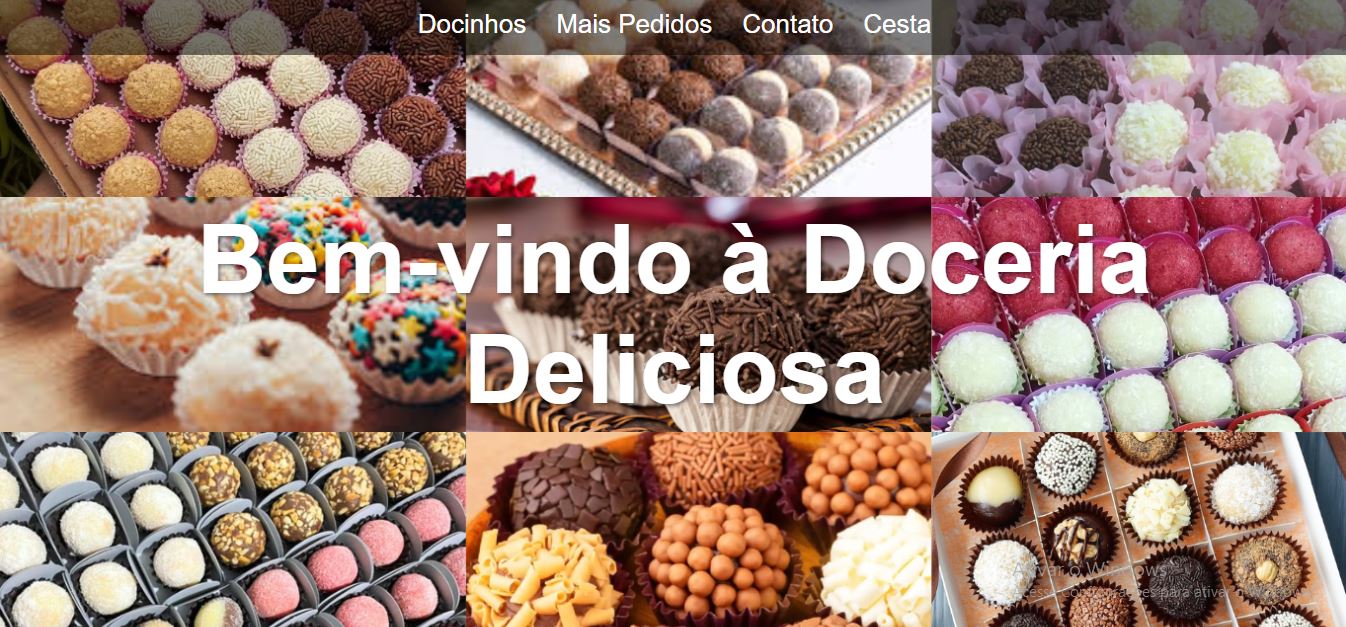 Docinhos Mais Pedidos Contato Cesta
Bem-vindo à Doceria
Deliciosa
Ativar o Windows
Acesse Configurações para ativar o Windows.